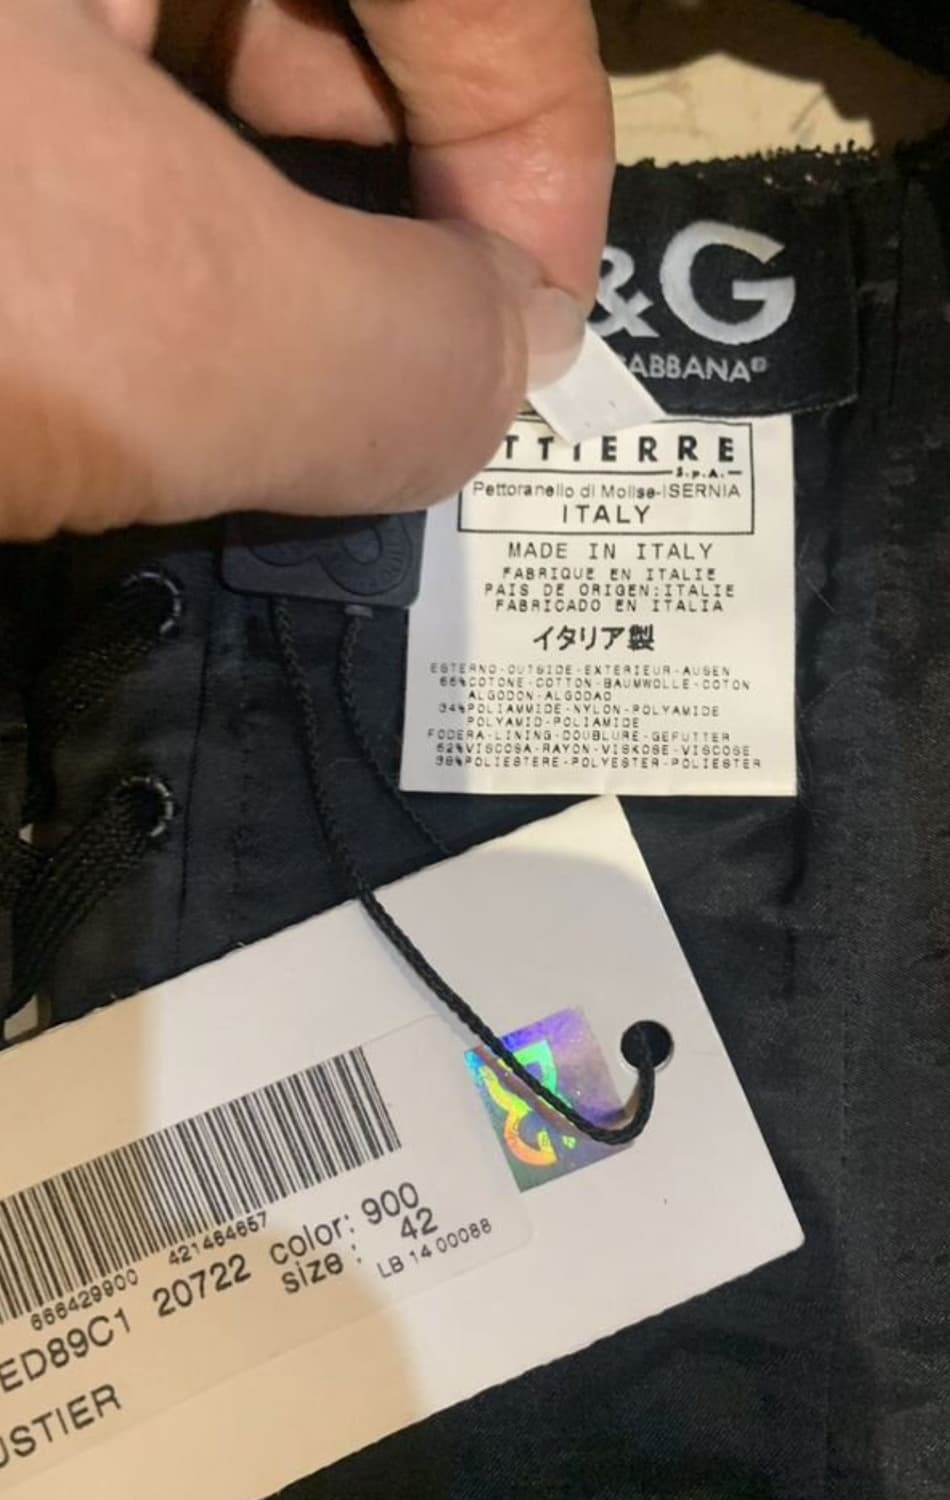 &G
GABBANA®
TTIERRE
S.p.A.
Pettoranello di Molise-ISERNIA
ITALY
MADE IN ITALY
FABRIQUE EN ITALIE
PAIS DE ORIGEN:ITALIE
FABRICADO EN ITALIA
イタリア製
ESTERNO-OUTSIDE-EXTERIEUR-AUSEN
66%COTONE-COTTON-BAUMWOLLE-COTON
ALGODON-ALGODAO
34%POLIAMMIDE-NYLON-POLYAMIDE
POLYAMID-POLIAMIDE
FODERA-LINING-DOUBLURE-GEFUTTER
62%VISCOSA-RAYON-VISKOSE-VISCOSE
38%POLIESTERE-POLYESTER-POLIESTER
666429900 421464657
ED89C1 20722 color: 900
size: 42
LB 14 00088
USTIER